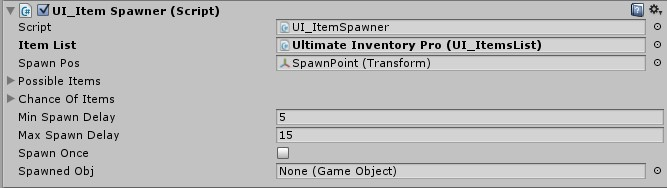 UI_Item Spawner (Script)
Script UI_ItemSpawner
Item List Ultimate Inventory Pro (UI_ItemsList)
Spawn Pos SpawnPoint (Transform)
Possible Items
Chance Of Items
Min Spawn Delay 5
Max Spawn Delay 15
Spawn Once
Spawned Obj None (Game Object)